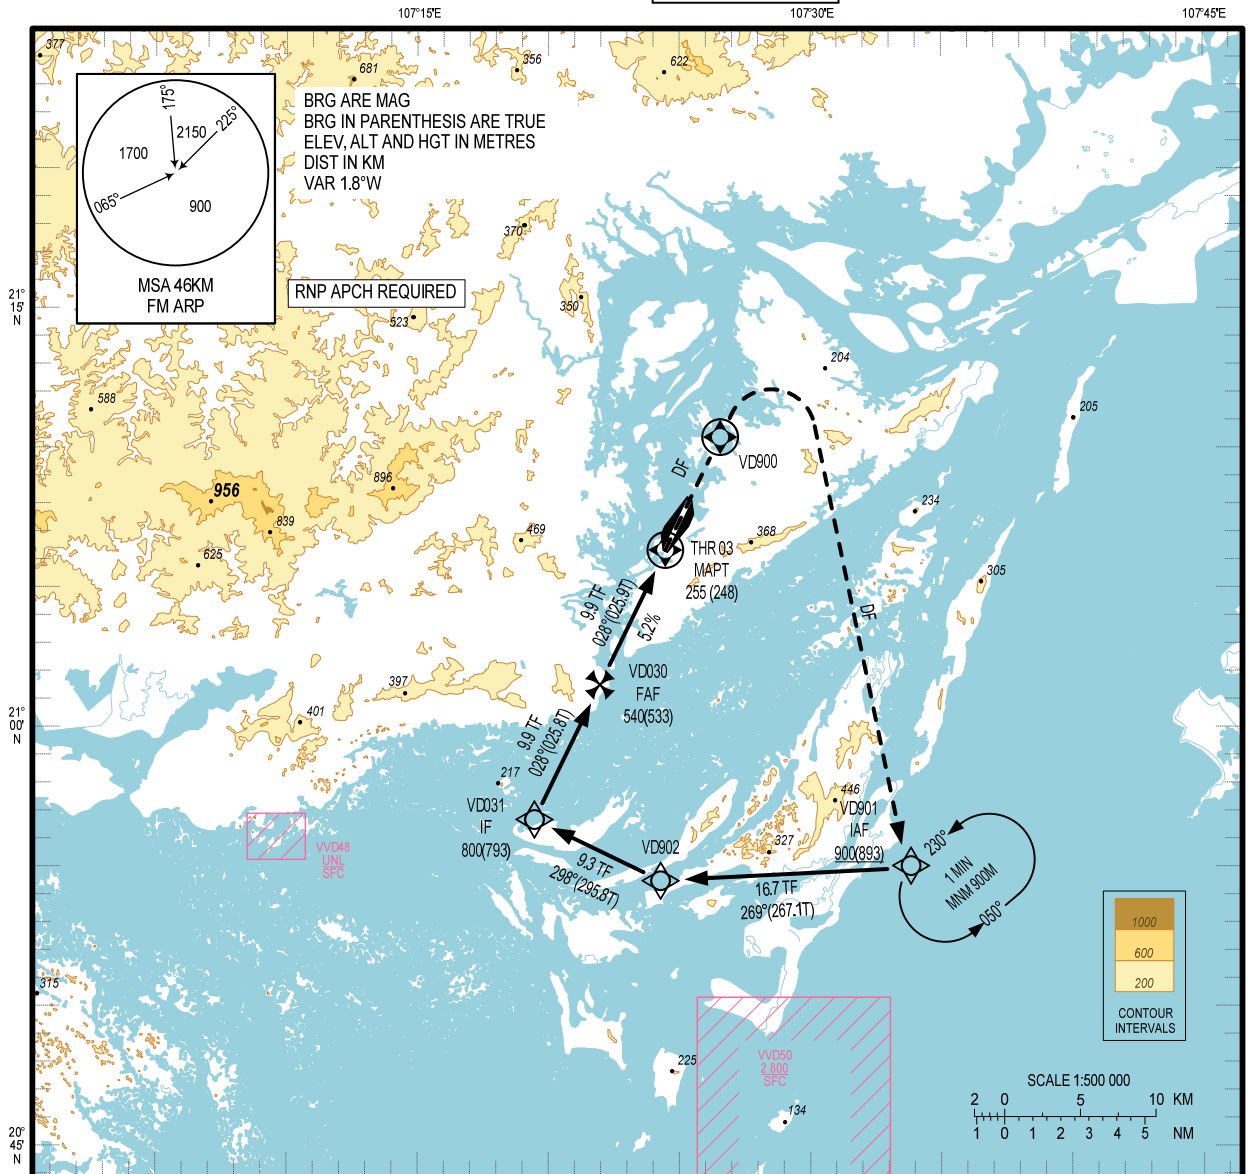 107°15'E
107°30'E
107°45'E
377
681
356
622
175°
225°
2150
1700
065°
900
MSA 46KM
FM ARP
BRG ARE MAG
BRG IN PARENTHESIS ARE TRUE
ELEV, ALT AND HGT IN METRES
DIST IN KM
VAR 1.8°W
370
21°
15'
N
RNP APCH REQUIRED
350
523
204
588
205
VD900
DF
896
956
839
234
469
368
625
THR 03
MAPT
255 (248)
305
9.9 TF
028°(025.9T)
5.2%
DF
VD030
FAF
540(533)
397
401
21°
00'
N
9.9 TF
028°(025.8T)
217
446
VD031
IF
800(793)
VD901
IAF
900(893)
VD902
327
VVD48
UNL
SFC
9.3 TF
298°(295.8T)
16.7 TF
269°(267.1T)
230°
1 MIN
MNM 900M
050°
1000
600
200
CONTOUR
INTERVALS
315
225
VVD50
2 800
SFC
134
SCALE 1:500 000
2 0 5 10 KM
1 0 1 2 3 4 5 NM
20°
45'
N